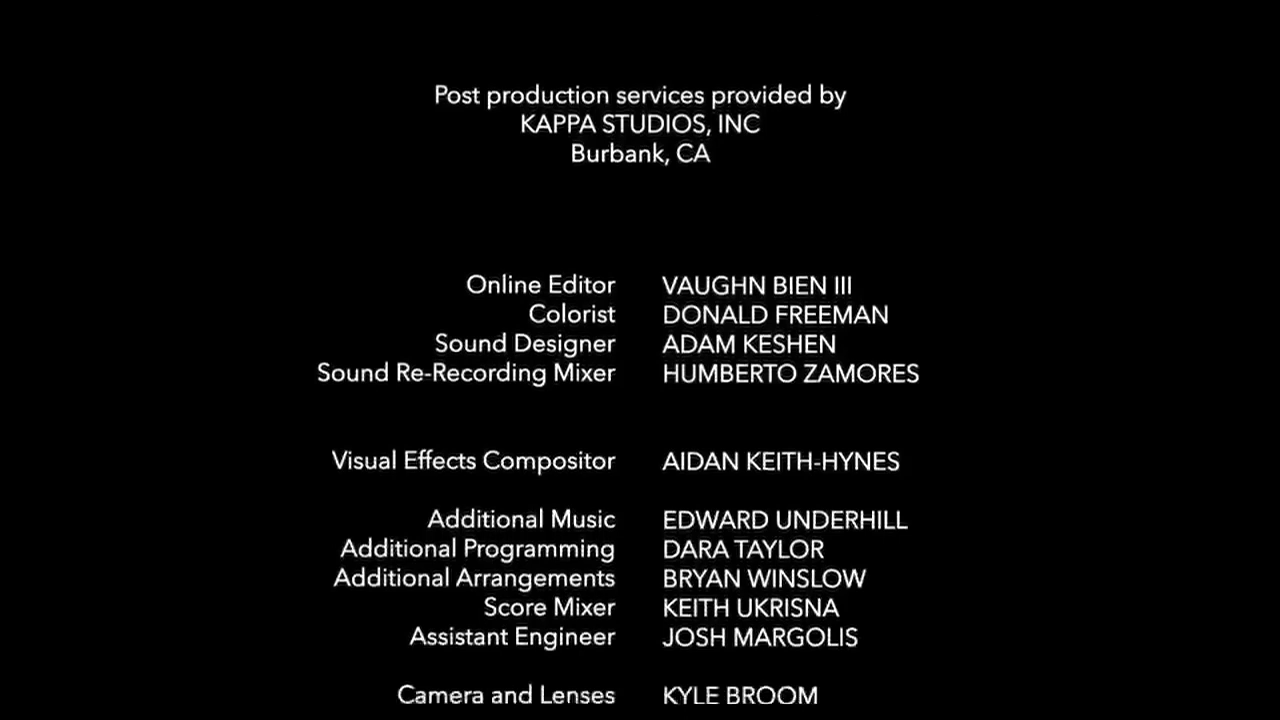 Post production services provided by
KAPPA STUDIOS, INC
Burbank, CA
Online Editor VAUGHN BIEN III
Colorist DONALD FREEMAN
Sound Designer ADAM KESHEN
Sound Re-Recording Mixer HUMBERTO ZAMORES
Visual Effects Compositor AIDAN KEITH-HYNES
Additional Music EDWARD UNDERHILL
Additional Programming DARA TAYLOR
Additional Arrangements BRYAN WINSLOW
Score Mixer KEITH UKRISNA
Assistant Engineer JOSH MARGOLIS
Camera and Lenses KYLE BROOM